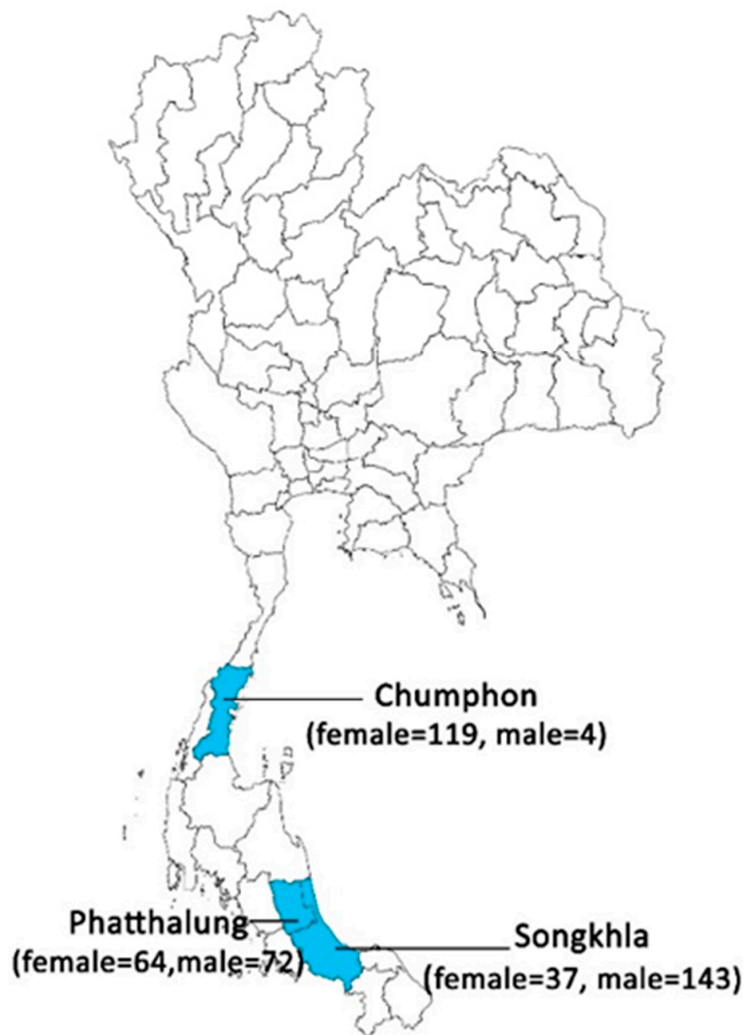 Chumphon
(female=119, male=4)
Phatthalung
(female=64,male=72)
Songkhla
(female=37, male=143)